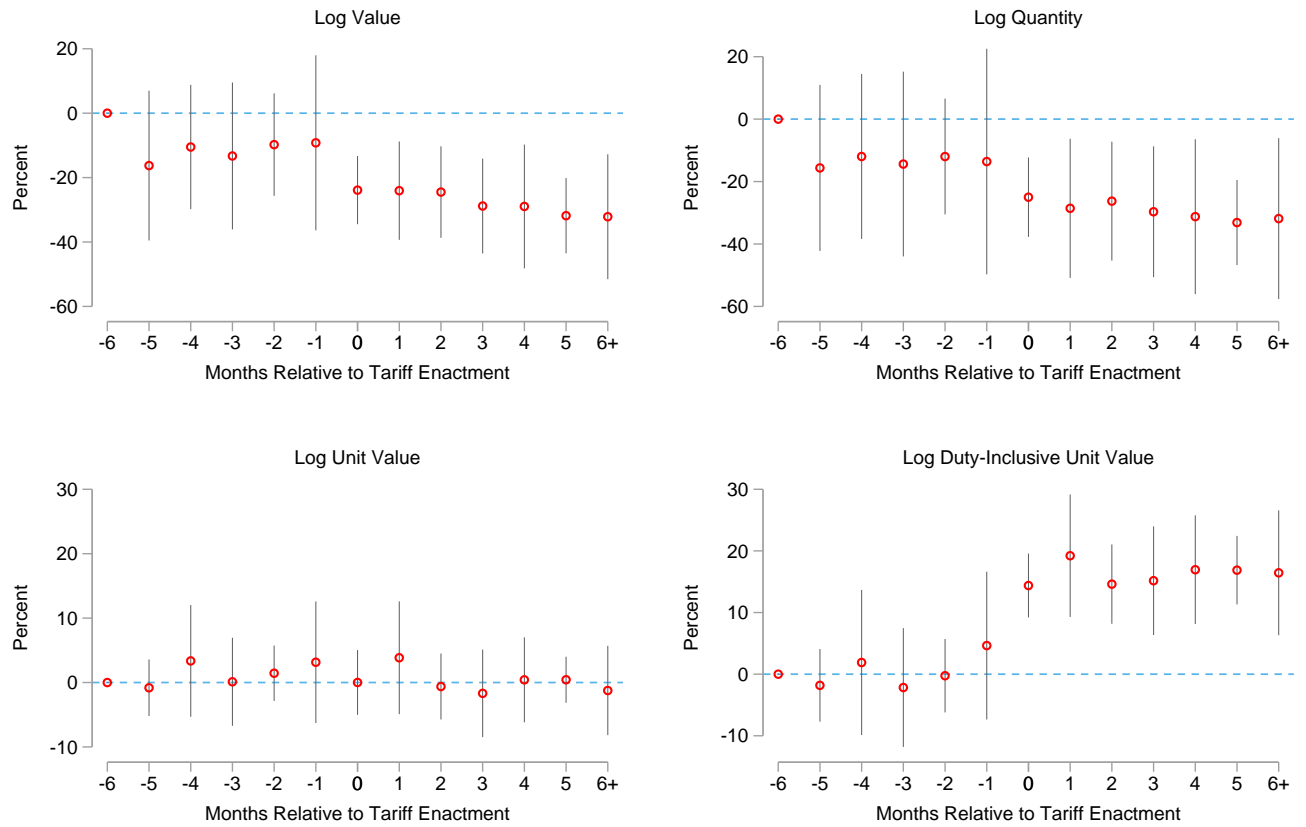 Log Value
Percent
20
0
-20
-40
-60
-6 -5 -4 -3 -2 -1 0 1 2 3 4 5 6+
Months Relative to Tariff Enactment
Log Quantity
Percent
20
0
-20
-40
-60
-6 -5 -4 -3 -2 -1 0 1 2 3 4 5 6+
Months Relative to Tariff Enactment
Log Unit Value
Percent
30
20
10
0
-10
-6 -5 -4 -3 -2 -1 0 1 2 3 4 5 6+
Months Relative to Tariff Enactment
Log Duty-Inclusive Unit Value
Percent
30
20
10
0
-10
-6 -5 -4 -3 -2 -1 0 1 2 3 4 5 6+
Months Relative to Tariff Enactment